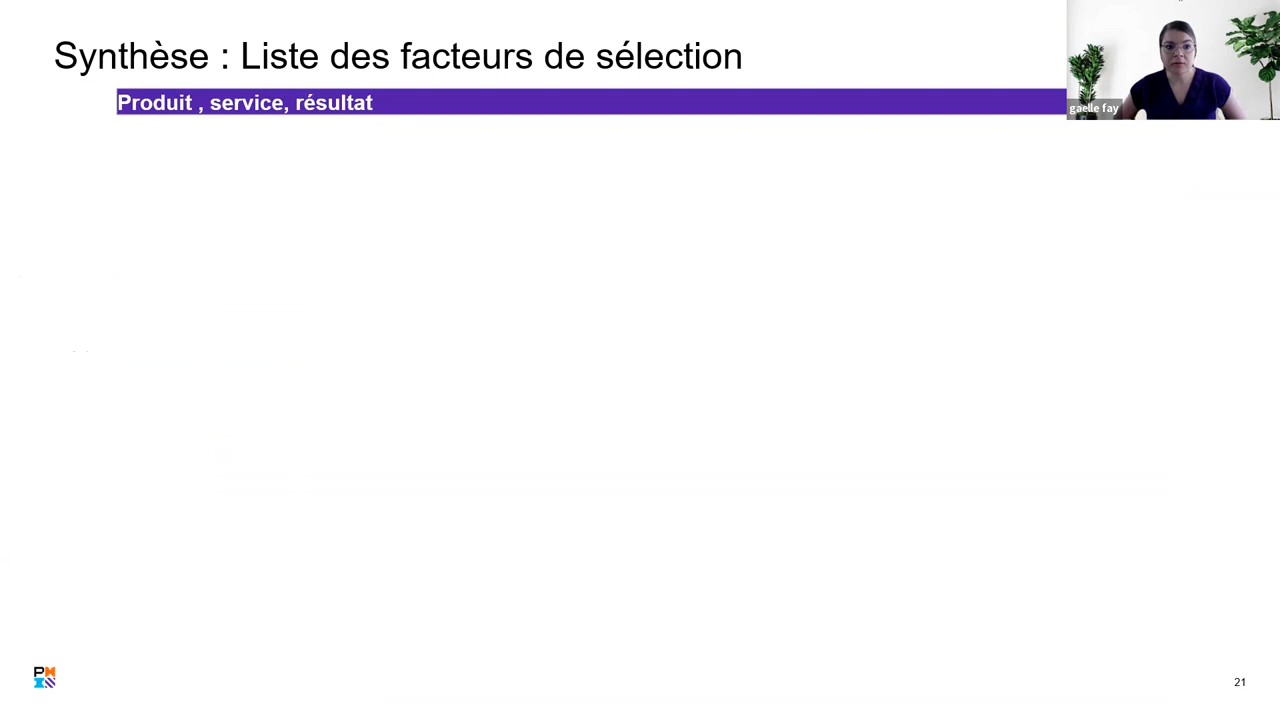 Synthèse : Liste des facteurs de sélection
Produit , service, résultat
gaelle fay
21